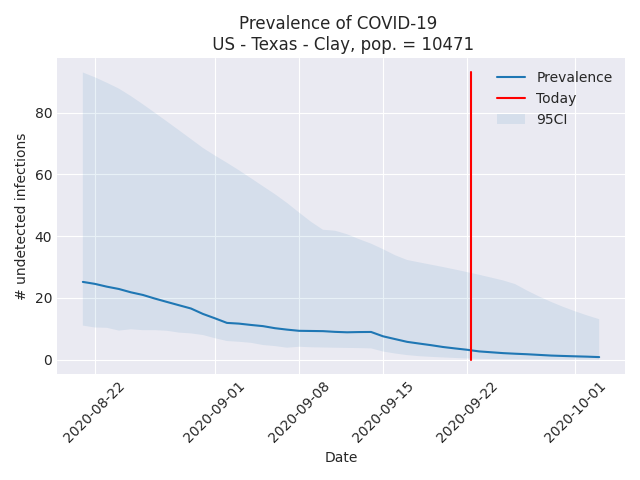 Prevalence of COVID-19
US - Texas - Clay, pop. = 10471
Prevalence
Today
95CI
# undetected infections
80
60
40
20
0
2020-08-22
2020-09-01
2020-09-08
2020-09-15
2020-09-22
2020-10-01
Date